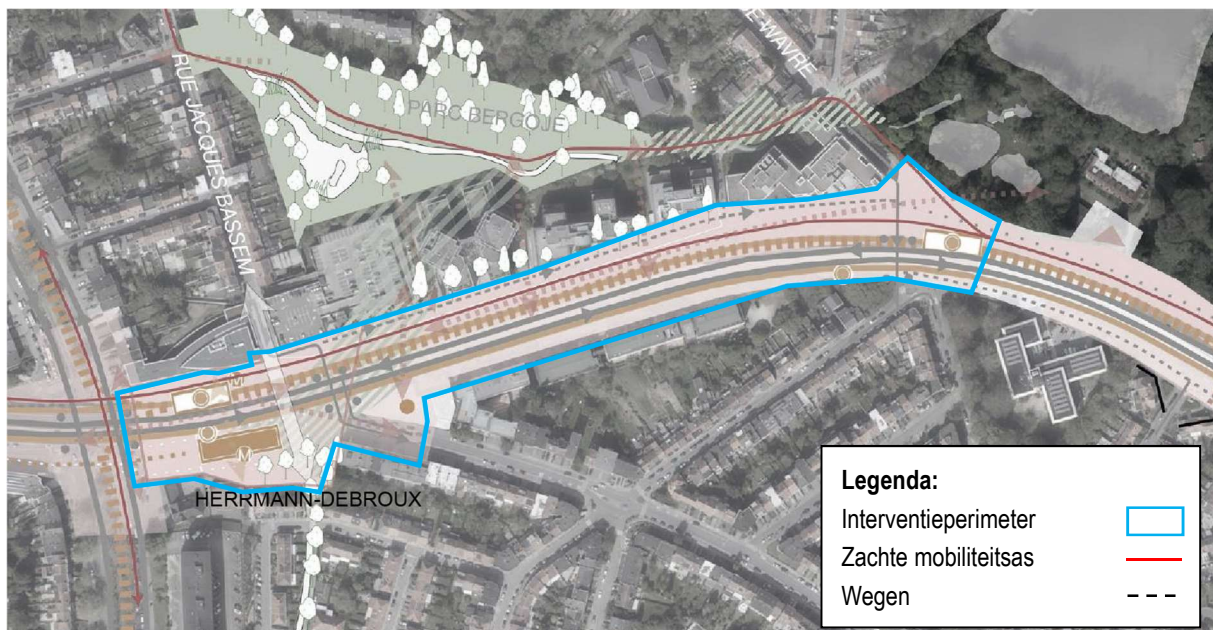 RUE JACQUES BASSEM
PARC BERGOJE
E-WAVRE
M
M
HERRMANN-DEBROUX
Legenda:
Interventieperimeter
Zachte mobiliteitsas
Wegen